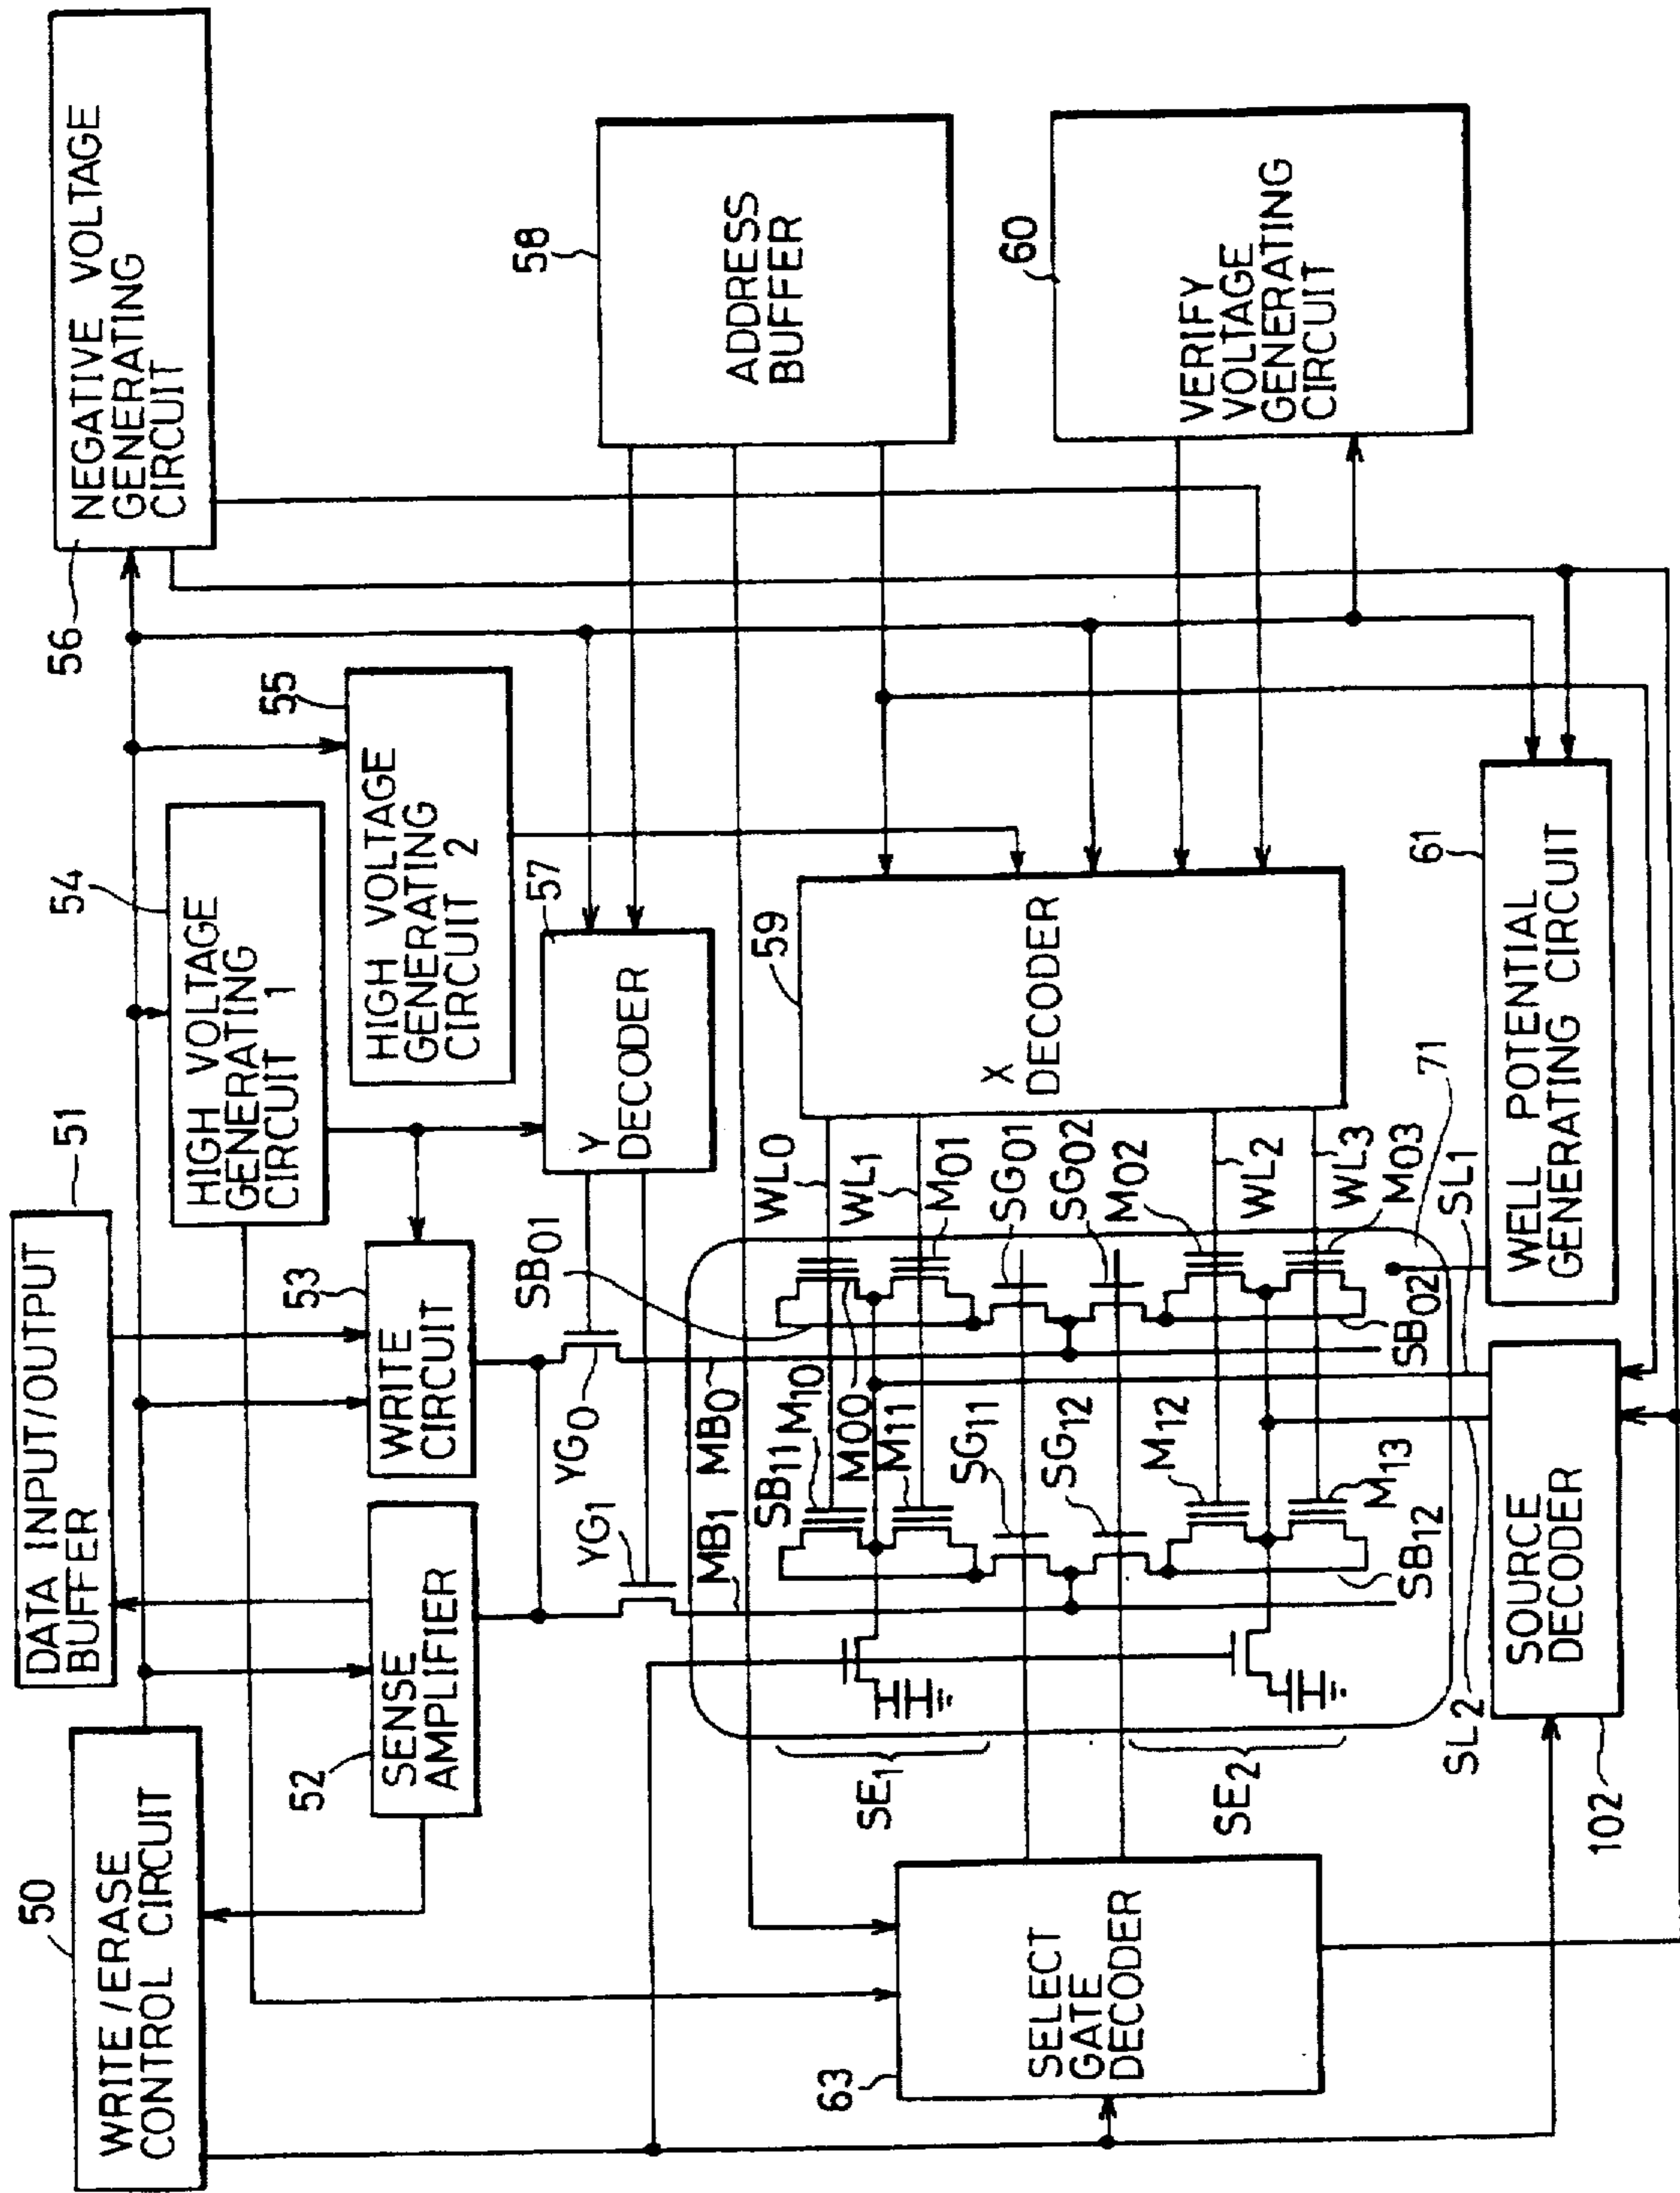 50
WRITE/ERASE
CONTROL CIRCUIT
DATA INPUT/OUTPUT
BUFFER
51
52
SENSE
AMPLIFIER
WRITE
CIRCUIT
53
54
HIGH VOLTAGE
GENERATING
CIRCUIT 1
55
HIGH VOLTAGE
GENERATING
CIRCUIT 2
56
NEGATIVE VOLTAGE
GENERATING
CIRCUIT
57
Y
DECODER
58
ADDRESS
BUFFER
YG1
YG0
MB1
MB0
SB01
SB11
M10
M00
M11
SG11
SG12
M12
M13
SB12
SE1
SE2
WL0
WL1
M01
SG01
SG02
M02
WL2
WL3
M03
SB02
SL1
SL2
71
59
X
DECODER
60
VERIFY
VOLTAGE
GENERATING
CIRCUIT
63
SELECT
GATE
DECODER
102
SOURCE
DECODER
61
WELL POTENTIAL
GENERATING CIRCUIT